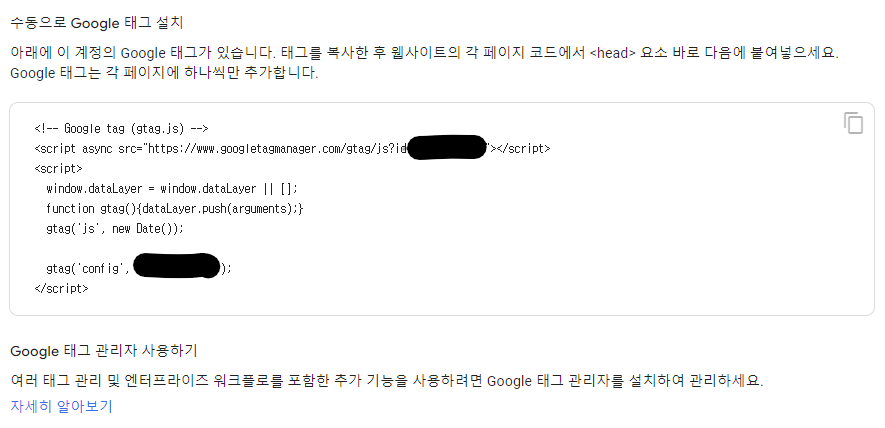 수동으로 Google 태그 설치
아래에 이 계정의 Google 태그가 있습니다. 태그를 복사한 후 웹사이트의 각 페이지 코드에서 <head> 요소 바로 다음에 붙여넣으세요.
Google 태그는 각 페이지에 하나씩만 추가합니다.
<!-- Google tag (gtag.js) -->
<script async src="https://www.googletagmanager.com/gtag/js?id "></script>
<script>
window.dataLayer = window.dataLayer || [];
function gtag(){dataLayer.push(arguments);}
gtag('js', new Date());
gtag('config', );
</script>
Google 태그 관리자 사용하기
여러 태그 관리 및 엔터프라이즈 워크플로를 포함한 추가 기능을 사용하려면 Google 태그 관리자를 설치하여 관리하세요.
자세히 알아보기